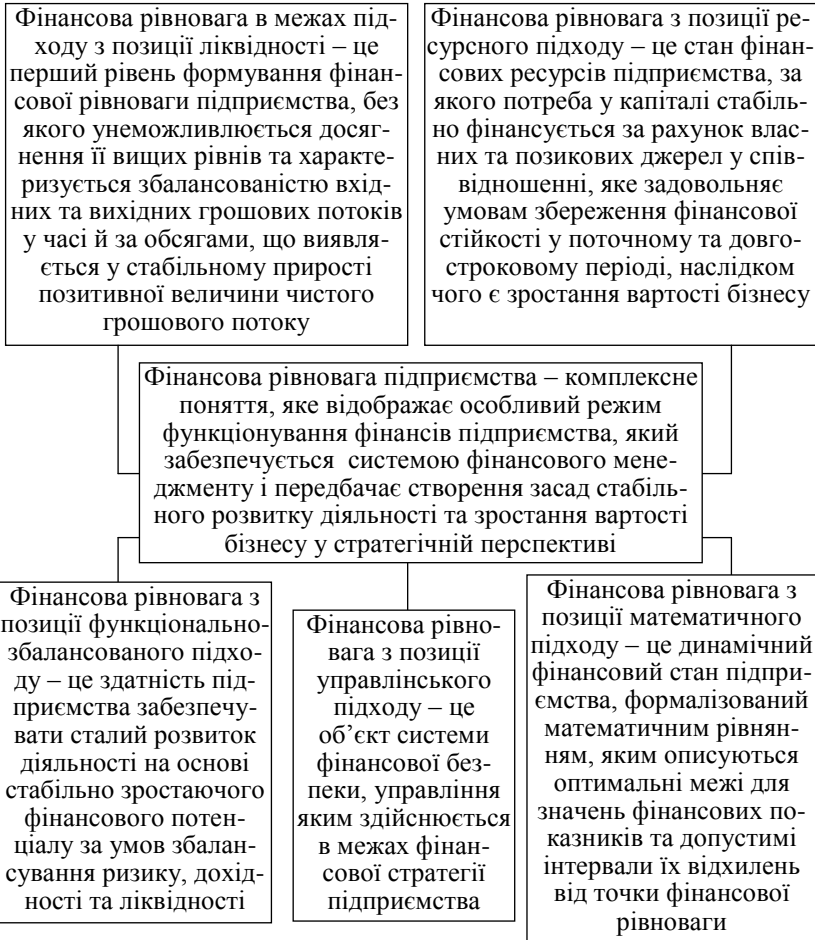 Фінансова рівновага в межах під-
ходу з позиції ліквідності – це
перший рівень формування фінан-
сової рівноваги підприємства, без
якого унеможливлюється досяг-
нення її вищих рівнів та характе-
ризується збалансованістю вхід-
них та вихідних грошових потоків
у часі й за обсягами, що виявля-
ється у стабільному прирості
позитивної величини чистого
грошового потоку
Фінансова рівновага з позиції ре-
сурсного підходу – це стан фінан-
сових ресурсів підприємства, за
якого потреба у капіталі стабіль-
но фінансується за рахунок влас-
них та позикових джерел у спів-
відношенні, яке задовольняє
умовам збереження фінансової
стійкості у поточному та довго-
строковому періоді, наслідком
чого є зростання вартості бізнесу
Фінансова рівновага підприємства – комплексне
поняття, яке відображає особливий режим
функціонування фінансів підприємства, який
забезпечується системою фінансового мене-
джменту і передбачає створення засад стабіль-
ного розвитку діяльності та зростання вартості
бізнесу у стратегічній перспективі
Фінансова рівновага з
позиції функціонально-
збалансованого підхо-
ду – це здатність під-
приємства забезпечу-
вати сталий розвиток
діяльності на основі
стабільно зростаючого
фінансового потен-
ціалу за умов збалан-
сування ризику, дохід-
ності та ліквідності
Фінансова рівно-
вага з позиції
управлінського
підходу – це
об’єкт системи
фінансової без-
пеки, управління
яким здійснюється
в межах фінан-
сової стратегії
підприємства
Фінансова рівновага з
позиції математичного
підходу – це динамічний
фінансовий стан підпри-
ємства, формалізований
математичним рівнян-
ням, яким описуються
оптимальні межі для
значень фінансових по-
казників та допустимі
інтервали їх відхилень
від точки фінансової
рівноваги